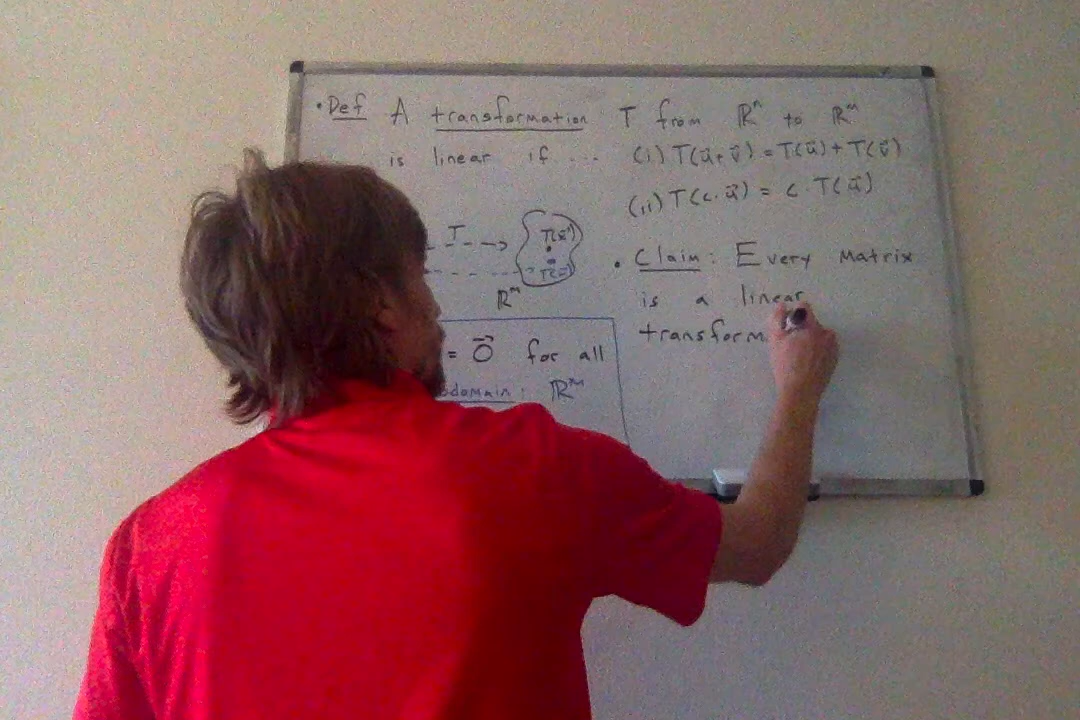 • Def A transformation T from ℝⁿ to ℝᵐ
is linear if ... (i) T(u⃗+v⃗) = T(u⃗) + T(v⃗)
(ii) T(c·u⃗) = c·T(u⃗)
T
T(x⃗)
ℝᵐ
= 0⃗ for all
domain: ℝᵐ
• Claim: Every Matrix
is a linear
transform